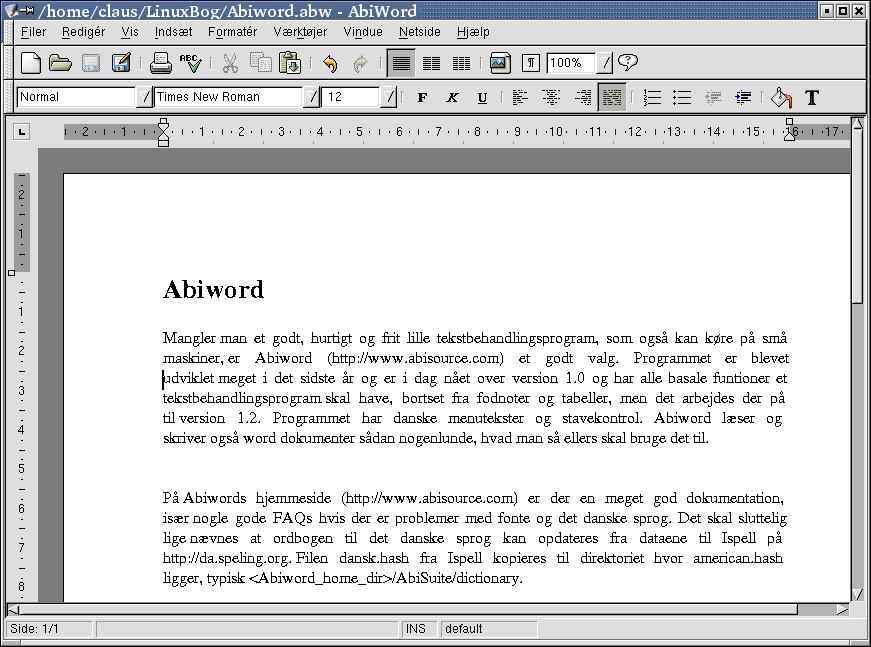 /home/claus/LinuxBog/Abiword.abw - AbiWord
Filer Redigér Vis Indsæt Formatér Værktøjer Vindue Netside Hjælp
ABC ¶ 100% ?
Normal Times New Roman 12 F K U T
L 2 1 1 2 3 4 5 6 7 8 9 10 11 12 13 14 15 16 17
2
1
1
2
3
4
5
6
7
8
Abiword
Mangler man et godt, hurtigt og frit lille tekstbehandlingsprogram, som også kan køre på små
maskiner, er Abiword (http://www.abisource.com) et godt valg. Programmet er blevet
udviklet meget i det sidste år og er i dag nået over version 1.0 og har alle basale funtioner et
tekstbehandlingsprogram skal have, bortset fra fodnoter og tabeller, men det arbejdes der på
til version 1.2. Programmet har danske menutekster og stavekontrol. Abiword læser og
skriver også word dokumenter sådan nogenlunde, hvad man så ellers skal bruge det til.
På Abiwords hjemmeside (http://www.abisource.com) er der en meget god dokumentation,
især nogle gode FAQs hvis der er problemer med fonte og det danske sprog. Det skal sluttelig
lige nævnes at ordbogen til det danske sprog kan opdateres fra dataene til Ispell på
http://da.speling.org. Filen dansk.hash fra Ispell kopieres til direktoriet hvor american.hash
ligger, typisk <Abiword_home_dir>/AbiSuite/dictionary.
Side: 1/1 INS default